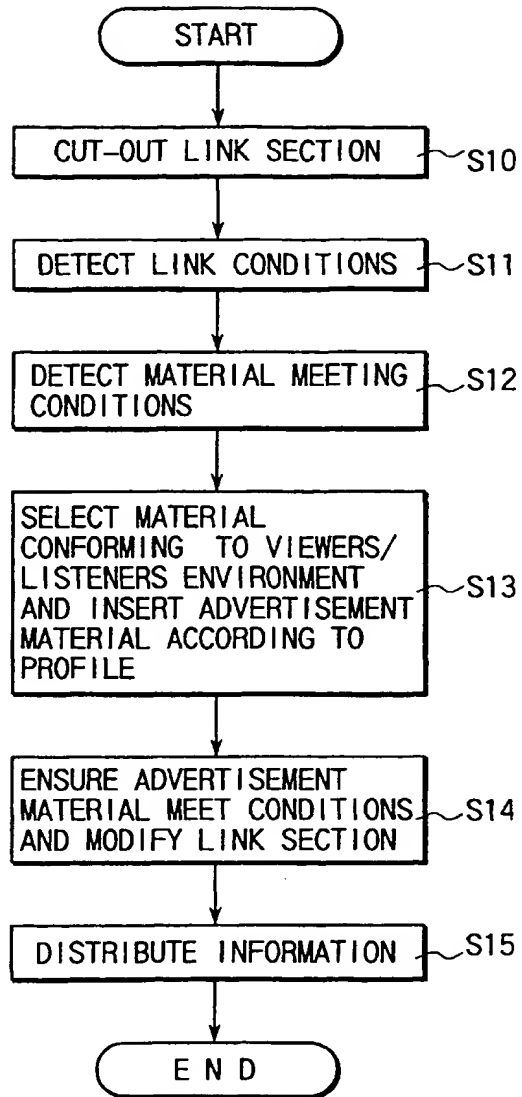 START
CUT-OUT LINK SECTION
S10
DETECT LINK CONDITIONS
S11
DETECT MATERIAL MEETING
CONDITIONS
S12
SELECT MATERIAL
CONFORMING TO VIEWERS/
LISTENERS ENVIRONMENT
AND INSERT ADVERTISEMENT
MATERIAL ACCORDING TO
PROFILE
S13
ENSURE ADVERTISEMENT
MATERIAL MEET CONDITIONS
AND MODIFY LINK SECTION
S14
DISTRIBUTE INFORMATION
S15
END